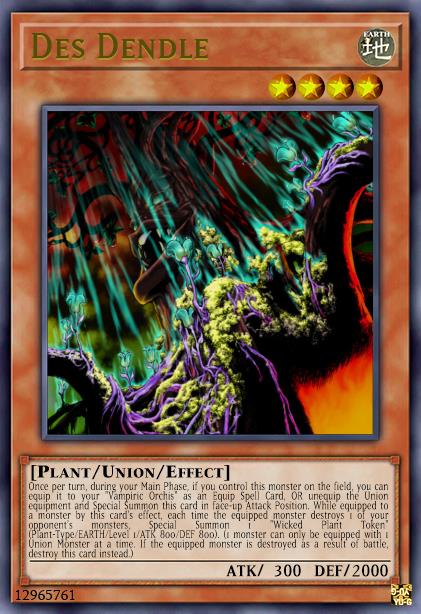 DES DENDLE
EARTH
地
[PLANT/UNION/EFFECT]
Once per turn, during your Main Phase, if you control this monster on the field, you can
equip it to your "Vampiric Orchis" as an Equip Spell Card, OR unequip the Union
equipment and Special Summon this card in face-up Attack Position. While equipped to
a monster by this card's effect, each time the equipped monster destroys 1 of your
opponent's monsters, Special Summon 1 "Wicked Plant Token"
(Plant-Type/EARTH/Level 1/ATK 800/DEF 800). (1 monster can only be equipped with 1
Union Monster at a time. If the equipped monster is destroyed as a result of battle,
destroy this card instead.)
ATK/ 300 DEF/2000
12965761